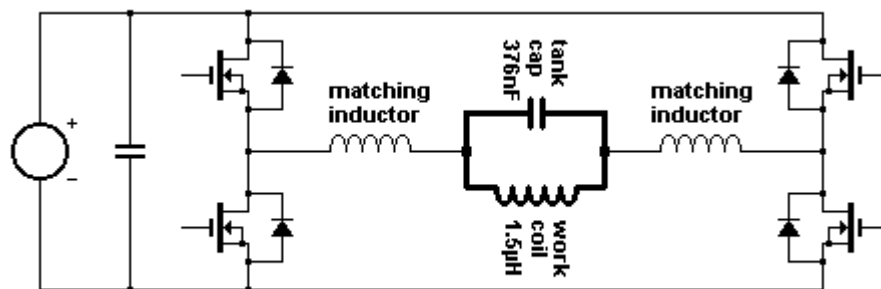 +
−
matching
inductor
tank
cap
376nF
matching
inductor
work
coil
1.5µH